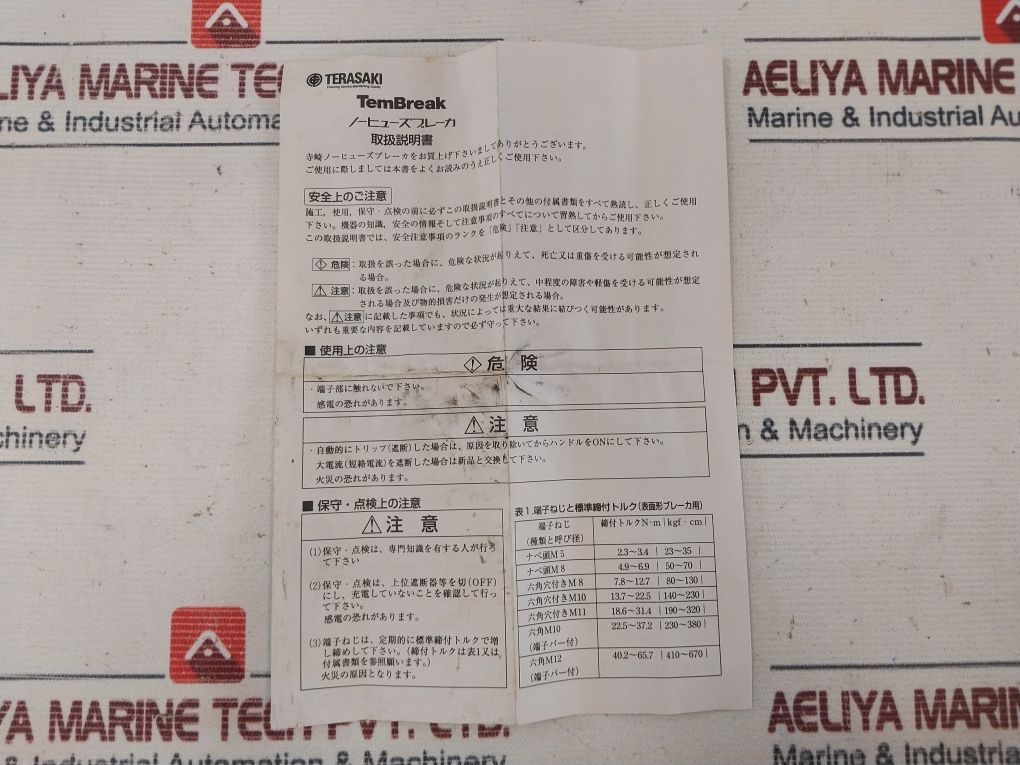 AELIYA MARINE TE
Marine & Industrial Automa
AELIYA MARIN
Marine & Industrial Au
PVT. LTD.
& Machinery
LTD.
hinery
AELIYA MARINE TECH PVT. LTD.
& Industrial Automation & Machinery
AELIYA MARIN
Marine & Industrial
TERASAKI
TemBreak
ノーヒューズブレーカ
取扱説明書
寺崎ノーヒューズブレーカをお買上げ下さいましてありがとうございます。
ご使用に際しましては本書をよくお読みのうえ正しくご使用下さい。
安全上のご注意
施工, 使用, 保守・点検の前に必ずこの取扱説明書とその他の付属書類をすべて熟読し、正しくご使用
下さい。機器の知識, 安全の情報そして注意事項のすべてについて習熟してからご使用下さい。
この取扱説明書では、安全注意事項のランクを「危険」「注意」として区分してあります。
危険:取扱を誤った場合に、危険な状況が起りえて、死亡又は重傷を受ける可能性が想定され
る場合。
注意:取扱を誤った場合に、危険な状況が起りえて、中程度の障害や軽傷を受ける可能性が想定
される場合及び物的損害だけの発生が想定される場合。
なお、注意に記載した事項でも、状況によっては重大な結果に結びつく可能性があります。
いずれも重要な内容を記載していますので必ず守って下さい。
■ 使用上の注意
危 険
・端子部に触れないで下さい。
感電の恐れがあります。
注 意
・自動的にトリップ(遮断)した場合は、原因を取り除いてからハンドルをONにして下さい。
大電流(短絡電流)を遮断した場合は新品と交換して下さい。
火災の恐れがあります。
■ 保守・点検上の注意
注 意
(1)保守・点検は、専門知識を有する人が行って
下さい
(2)保守・点検は、上位遮断器等を切(OFF)
にし、充電していないことを確認して行っ
て下さい。
感電の恐れがあります。
(3)端子ねじは、定期的に標準締付トルクで増
し締めして下さい。(締付トルクは表1又は
付属書類を参照願います。)
火災の原因となります。
表1.端子ねじと標準締付トルク(表面形ブレーカ用)
端子ねじ (種類と呼び径) 締付トルクN・m | kgf・cm |
ナベ頭M 5 2.3～3.4 | 23～35 |
ナベ頭M 8 4.9～6.9 | 50～70 |
六角穴付きM 8 7.8～12.7 | 80～130 |
六角穴付きM10 13.7～22.5 | 140～230 |
六角穴付きM11 18.6～31.4 | 190～320 |
六角M10 (端子バー付) 22.5～37.2 | 230～380 |
六角M12 (端子バー付) 40.2～65.7 | 410～670 |